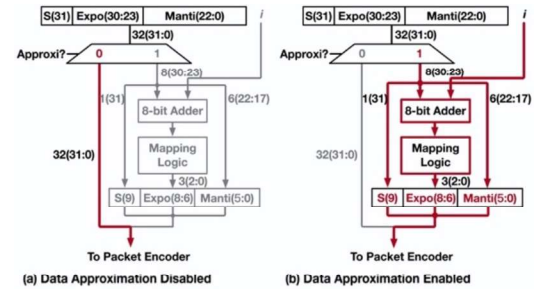 S(31) Expo(30:23) Manti(22:0) i
32(31:0)
Approxi? 0 1
8(30:23)
1(31) 6(22:17)
8-bit Adder
32(31:0)
Mapping
Logic
3(2:0)
S(9) Expo(8:6) Manti(5:0)
To Packet Encoder
(a) Data Approximation Disabled
S(31) Expo(30:23) Manti(22:0) i
32(31:0)
Approxi? 0 1
8(30:23)
1(31) 6(22:17)
8-bit Adder
32(31:0)
Mapping
Logic
3(2:0)
S(9) Expo(8:6) Manti(5:0)
To Packet Encoder
(b) Data Approximation Enabled